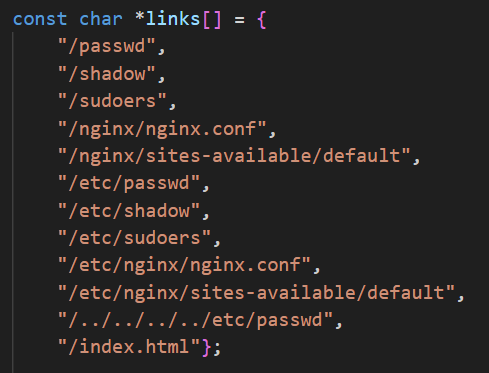 const char *links[] = {
    "/passwd",
    "/shadow",
    "/sudoers",
    "/nginx/nginx.conf",
    "/nginx/sites-available/default",
    "/etc/passwd",
    "/etc/shadow",
    "/etc/sudoers",
    "/etc/nginx/nginx.conf",
    "/etc/nginx/sites-available/default",
    "/../../../../etc/passwd",
    "/index.html"};